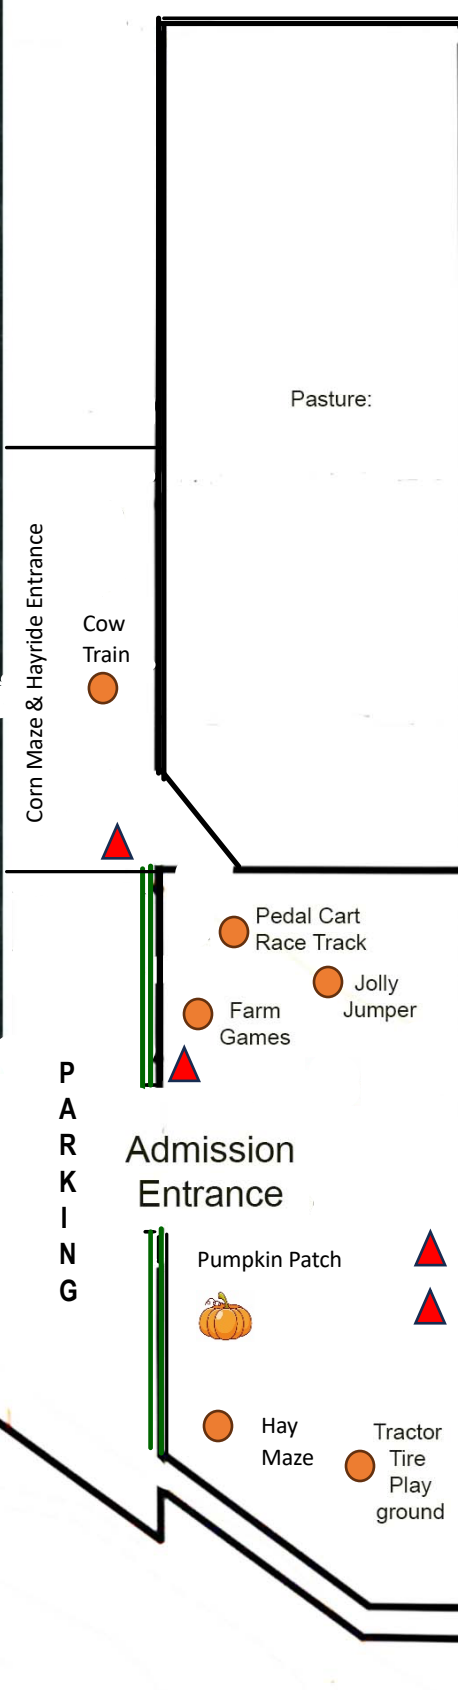 Pasture:
Corn Maze & Hayride Entrance
Cow
Train
Pedal Cart
Race Track
Jolly
Jumper
Farm
Games
PARKING
Admission
Entrance
Pumpkin Patch
Hay
Maze
Tractor
Tire
Play
ground